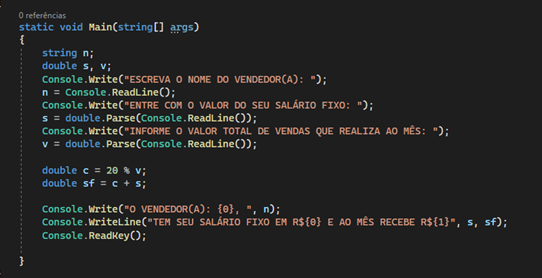 0 referências
static void Main(string[] args)
{
string n;
double s, v;
Console.Write("ESCREVA O NOME DO VENDEDOR(A): ");
n = Console.ReadLine();
Console.Write("ENTRE COM O VALOR DO SEU SALÁRIO FIXO: ");
s = double.Parse(Console.ReadLine());
Console.Write("INFORME O VALOR TOTAL DE VENDAS QUE REALIZA AO MÊS: ");
v = double.Parse(Console.ReadLine());
double c = 20 % v;
double sf = c + s;
Console.Write("O VENDEDOR(A): {0}, ", n);
Console.WriteLine("TEM SEU SALÁRIO FIXO EM R${0} E AO MÊS RECEBE R${1}", s, sf);
Console.ReadKey();
}